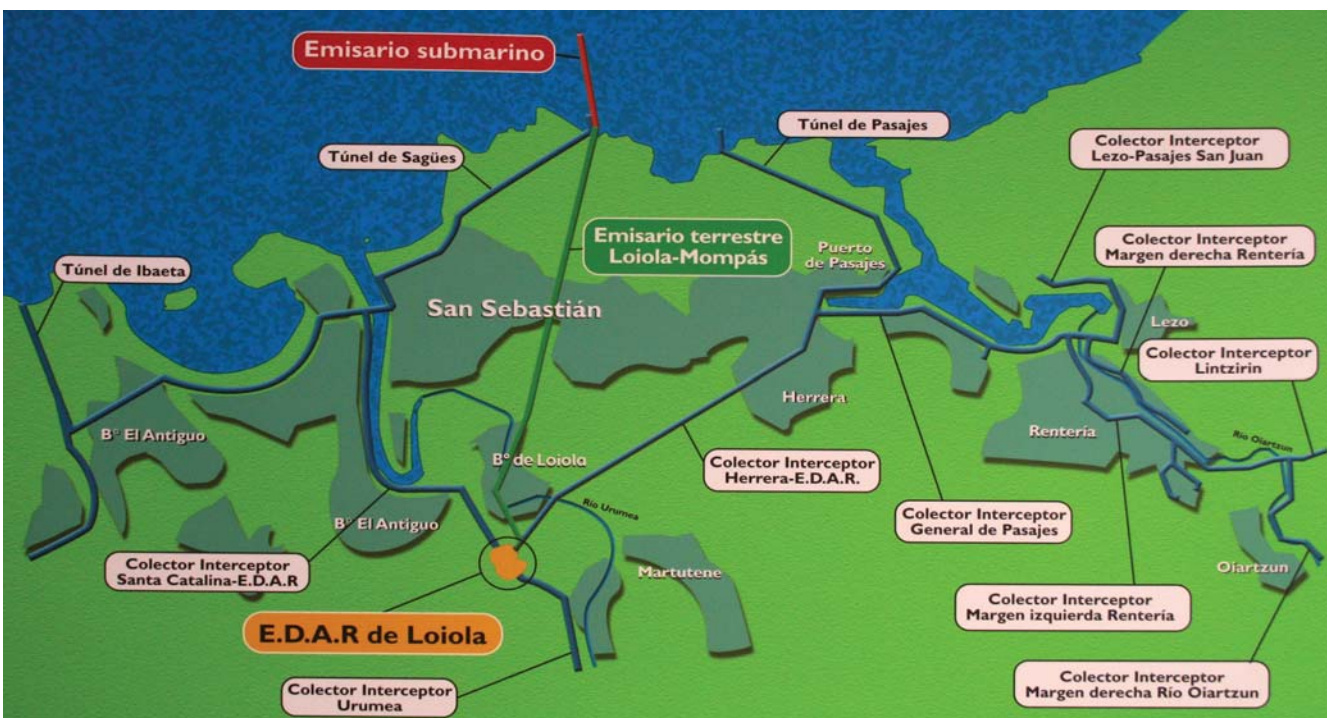 Emisario submarino
Túnel de Pasajes
Colector Interceptor
Lezo-Pasajes San Juan
Túnel de Sagües
Emisario terrestre
Loiola-Mompás
Puerto
de Pasajes
Colector Interceptor
Margen derecha Rentería
Túnel de Ibaeta
San Sebastián
Lezo
Colector Interceptor
Lintzirin
Herrera
Bº El Antiguo
Rentería
Río Oiartzun
Bº de Loiola
Colector Interceptor
Herrera-E.D.A.R.
Río Urumea
Bº El Antiguo
Colector Interceptor
General de Pasajes
Colector Interceptor
Santa Catalina-E.D.A.R
Martutene
Oiartzun
Colector Interceptor
Margen izquierda Rentería
E.D.A.R de Loiola
Colector Interceptor
Urumea
Colector Interceptor
Margen derecha Río Oiartzun